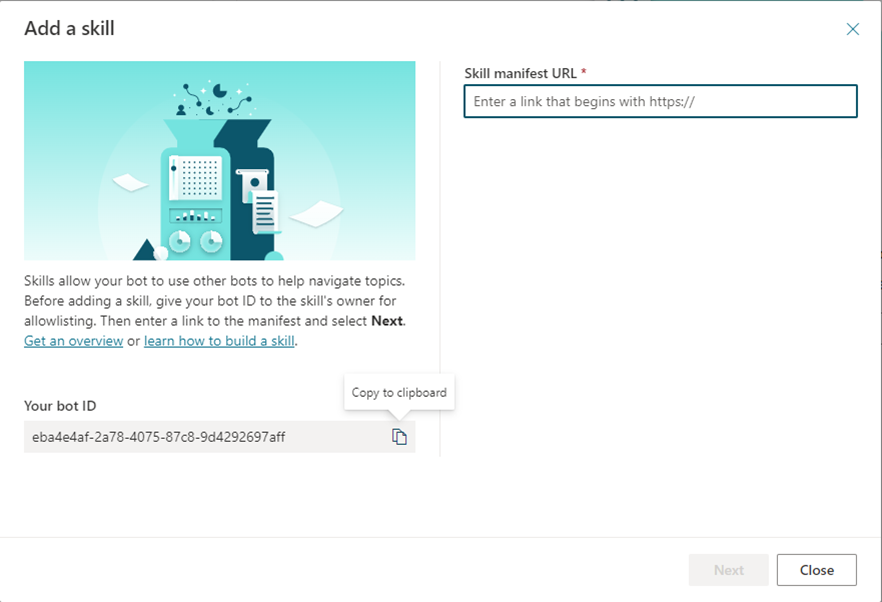 Add a skill
Skills allow your bot to use other bots to help navigate topics.
Before adding a skill, give your bot ID to the skill's owner for
allowlisting. Then enter a link to the manifest and select Next.
Get an overview or learn how to build a skill.
Copy to clipboard
Your bot ID
eba4e4af-2a78-4075-87c8-9d4292697aff
Skill manifest URL *
Enter a link that begins with https://
Next
Close